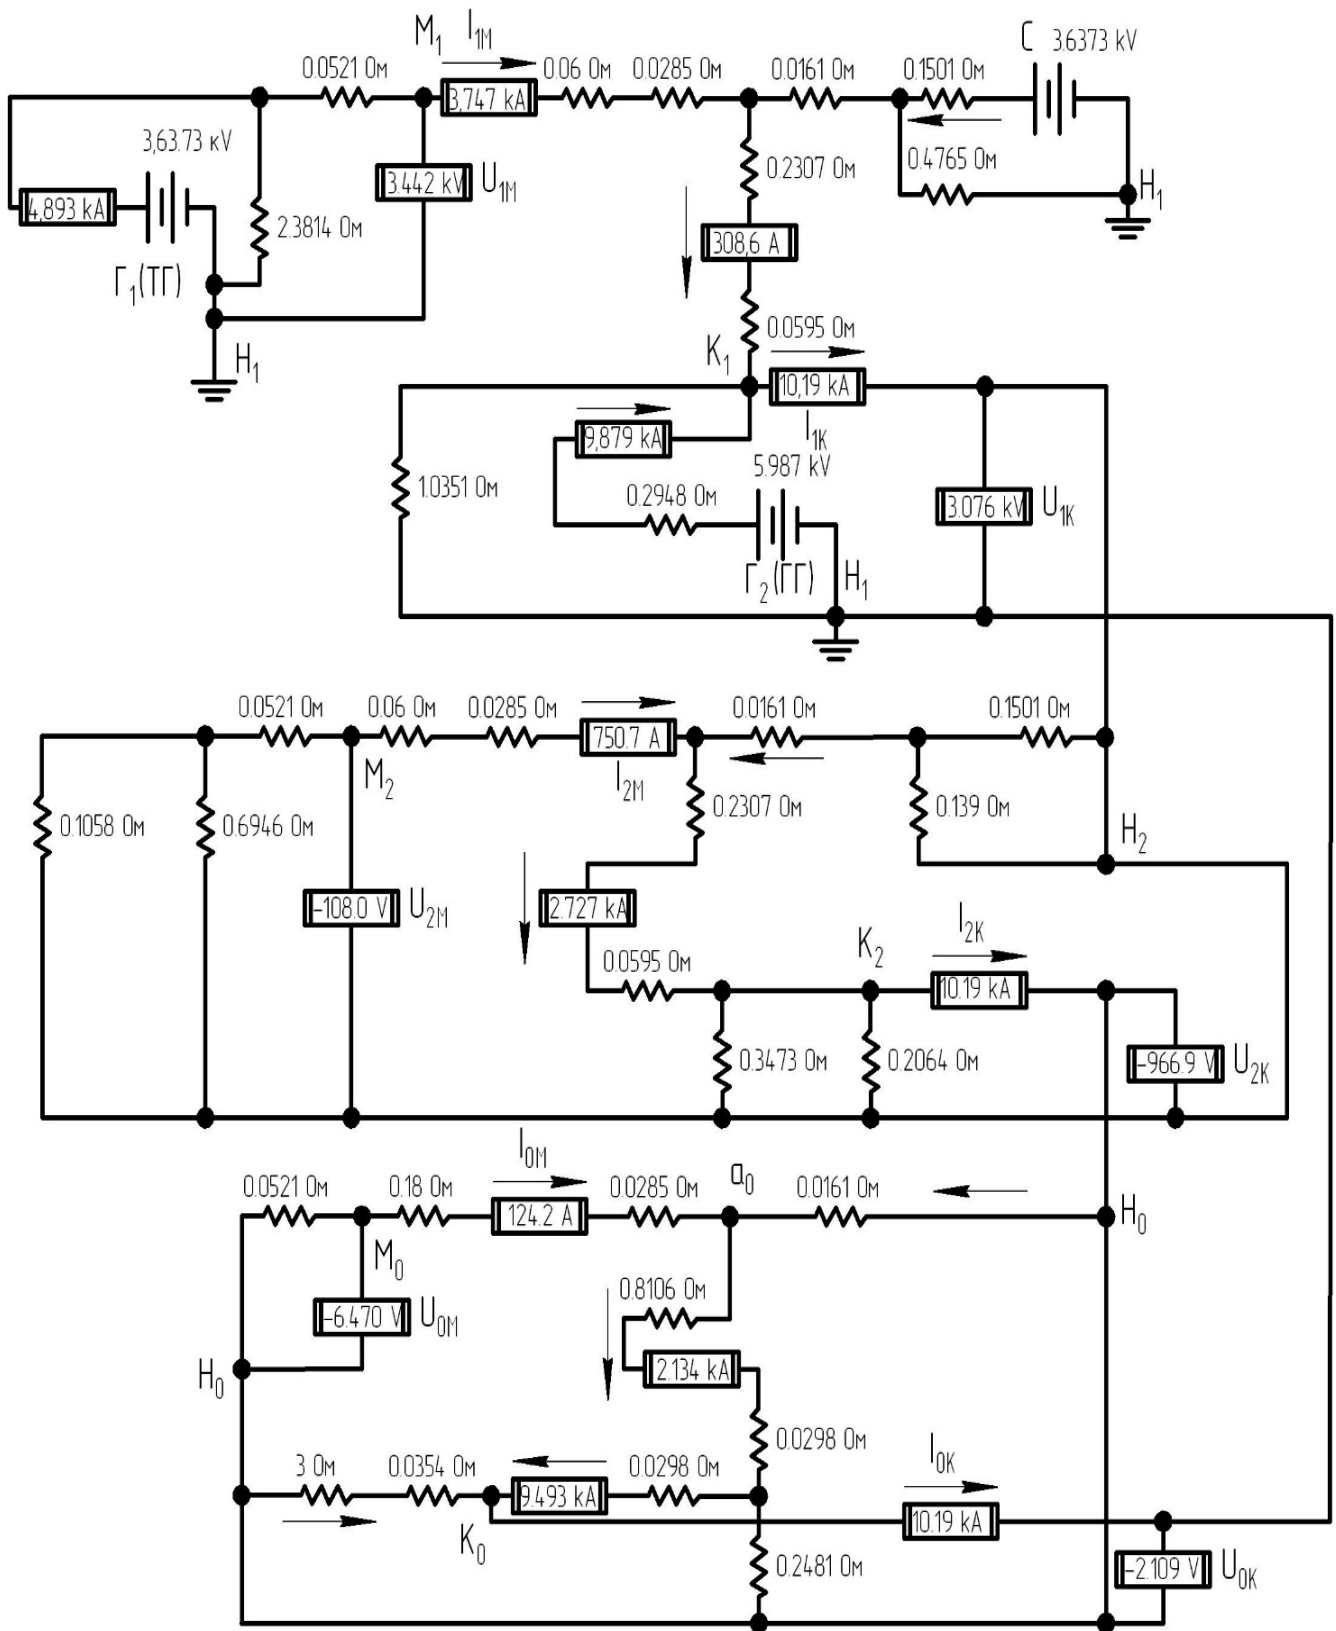 M₁ I₁ₘ C 3.6373 kV
0.0521 Ом 0.06 Ом 0.0285 Ом 0.0161 Ом 0.1501 Ом
3,747 kA
3,63.73 кV 0.2307 Ом 0.4765 Ом
3.442 kV U₁ₘ H₁
4,893 kA
2.3814 Ом 308,6 A
Г₁(ТГ)
0.0595 Ом
H₁ K₁
10,19 kA
I₁ₖ
9,879 kA
5.987 kV
1.0351 Ом 0.2948 Ом 3.076 kV U₁ₖ
Г₂(ГГ) H₁
0.0521 Ом 0.06 Ом 0.0285 Ом 0.0161 Ом 0.1501 Ом
750.7 A
M₂ I₂ₘ
0.1058 Ом 0.6946 Ом 0.2307 Ом 0.139 Ом
H₂
-108.0 V U₂ₘ 2.727 kA
I₂ₖ
0.0595 Ом K₂
10.19 kA
0.3473 Ом 0.2064 Ом -966.9 V U₂ₖ
I₀ₘ
0.0521 Ом 0.18 Ом 0.0285 Ом a₀ 0.0161 Ом
124.2 A H₀
M₀
0.8106 Ом
-6.470 V U₀ₘ
H₀ 2.134 kA
0.0298 Ом
3 Ом 0.0354 Ом 0.0298 Ом I₀ₖ
9.493 kA
K₀ 10.19 kA
0.2481 Ом -2.109 V U₀ₖ